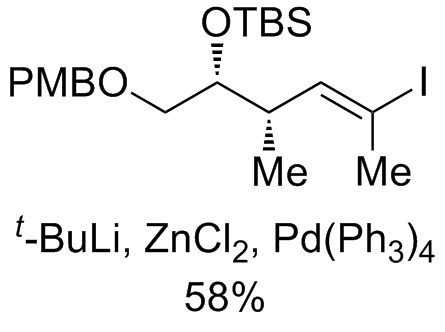 OTBS
PMBO
I
Me
Me
ᵗ-BuLi, ZnCl₂, Pd(Ph₃)₄
58%